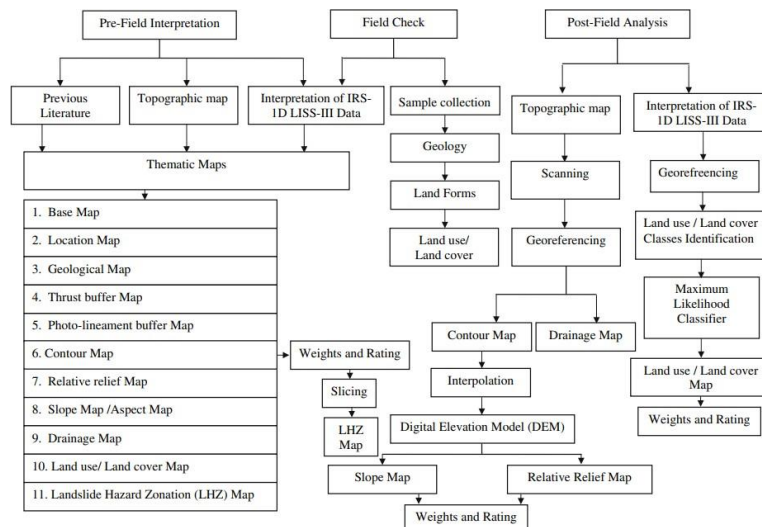 Pre-Field Interpretation
Field Check
Post-Field Analysis
Previous
Literature
Topographic map
Interpretation of IRS-
1D LISS-III Data
Sample collection
Topographic map
Interpretation of IRS-
1D LISS-III Data
Thematic Maps
Geology
Land Forms
Land use/
Land cover
Scanning
Georeferencing
Georefreencing
Land use / Land cover
Classes Identification
Maximum
Likelihood
Classifier
Land use / Land cover
Map
Weights and Rating
1. Base Map
2. Location Map
3. Geological Map
4. Thrust buffer Map
5. Photo-lineament buffer Map
6. Contour Map
7. Relative relief Map
8. Slope Map /Aspect Map
9. Drainage Map
10. Land use/ Land cover Map
11. Landslide Hazard Zonation (LHZ) Map
Weights and Rating
Slicing
LHZ
Map
Contour Map
Drainage Map
Interpolation
Digital Elevation Model (DEM)
Slope Map
Relative Relief Map
Weights and Rating